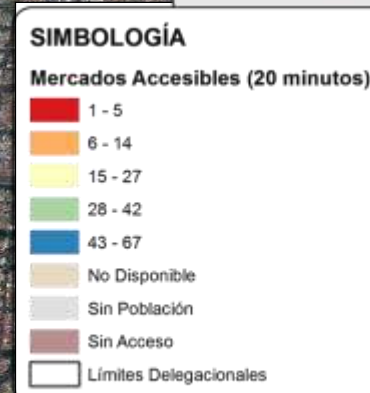 SIMBOLOGÍA
Mercados Accesibles (20 minutos)
1 - 5
6 - 14
15 - 27
28 - 42
43 - 67
No Disponible
Sin Población
Sin Acceso
Límites Delegacionales